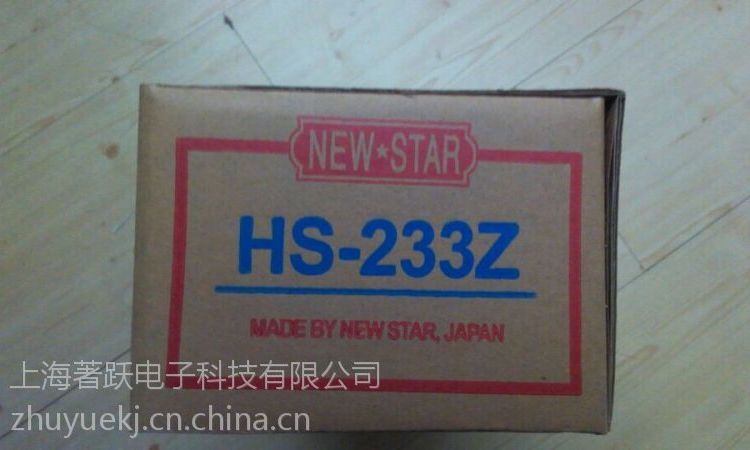 NEW★STAR
HS-233Z
MADE BY NEW STAR, JAPAN
上海著跃电子科技有限公司
zhuyuekj.cn.china.cn